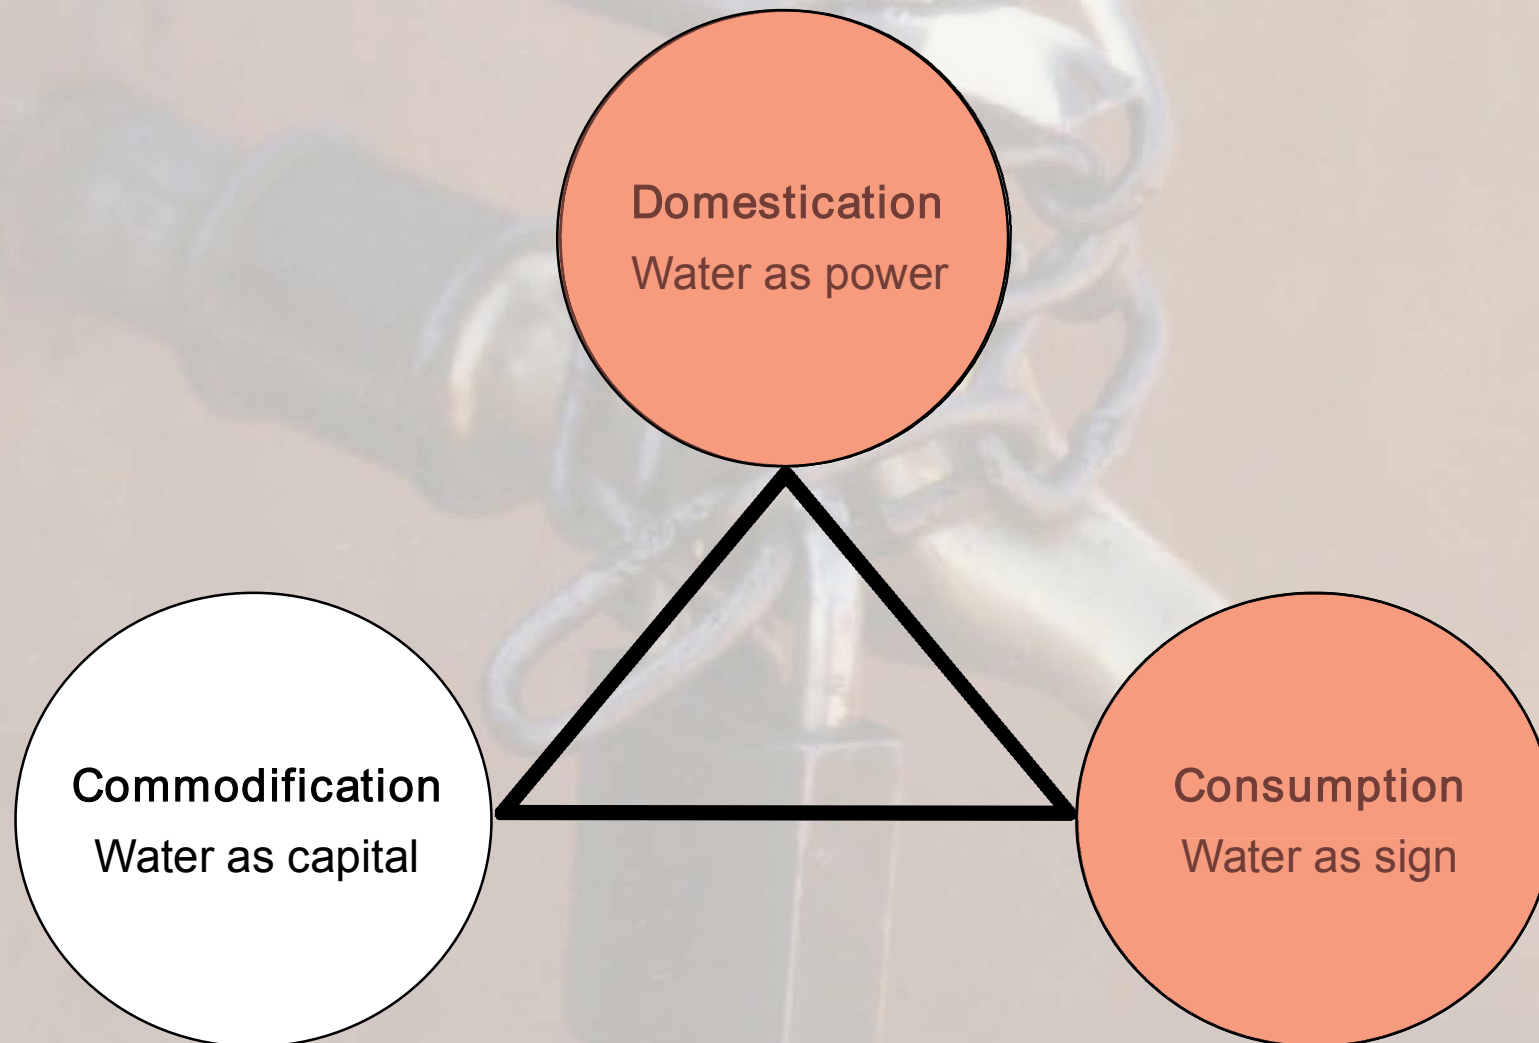 Domestication
Water as power
Commodification
Water as capital
Consumption
Water as sign